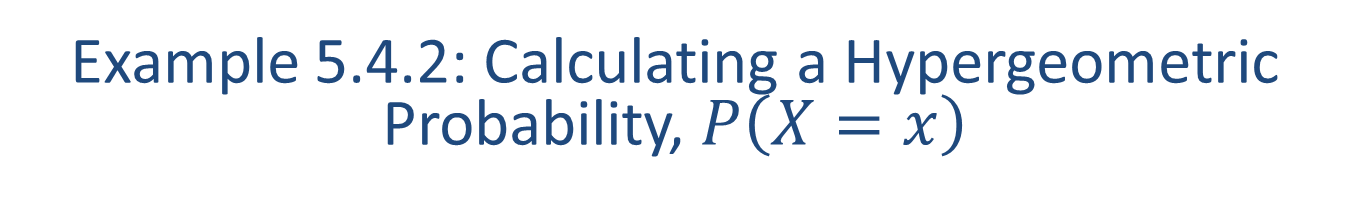 Example 5.4.2: Calculating a Hypergeometric
Probability, P(X = x)